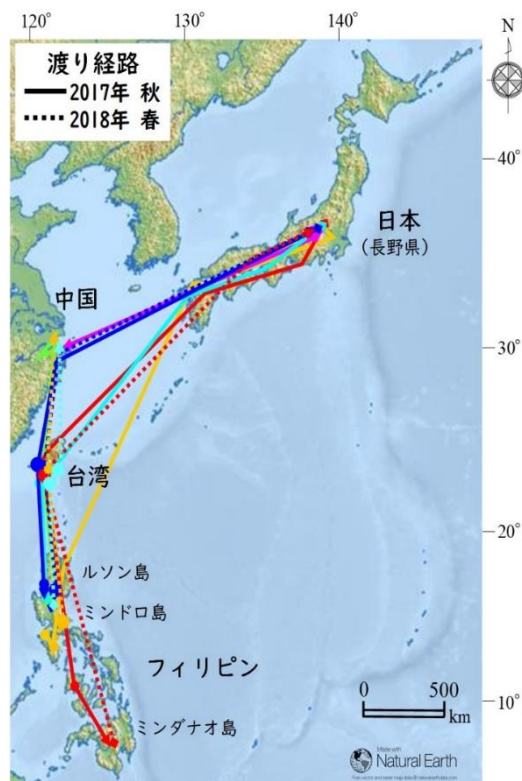 120°
130°
140°
渡り経路
2017年 秋
2018年 春
N
40°
日本
(長野県)
中国
30°
台湾
20°
ルソン島
ミンドロ島
フィリピン
0 500
km
10°
ミンダナオ島
Made with
Natural Earth